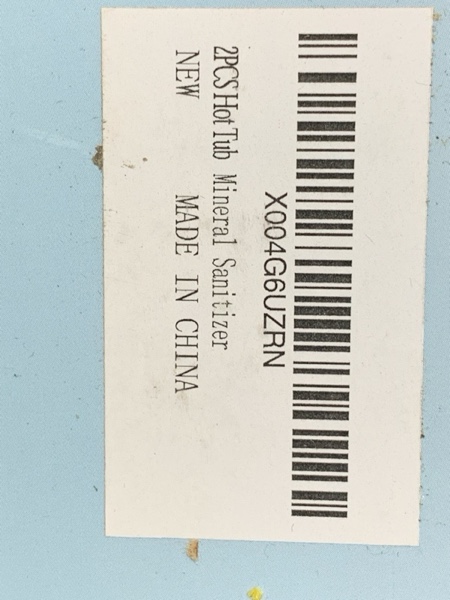 X004G6UZRN
2PCS Hot Tub Mineral Sanitizer
NEW MADE IN CHINA